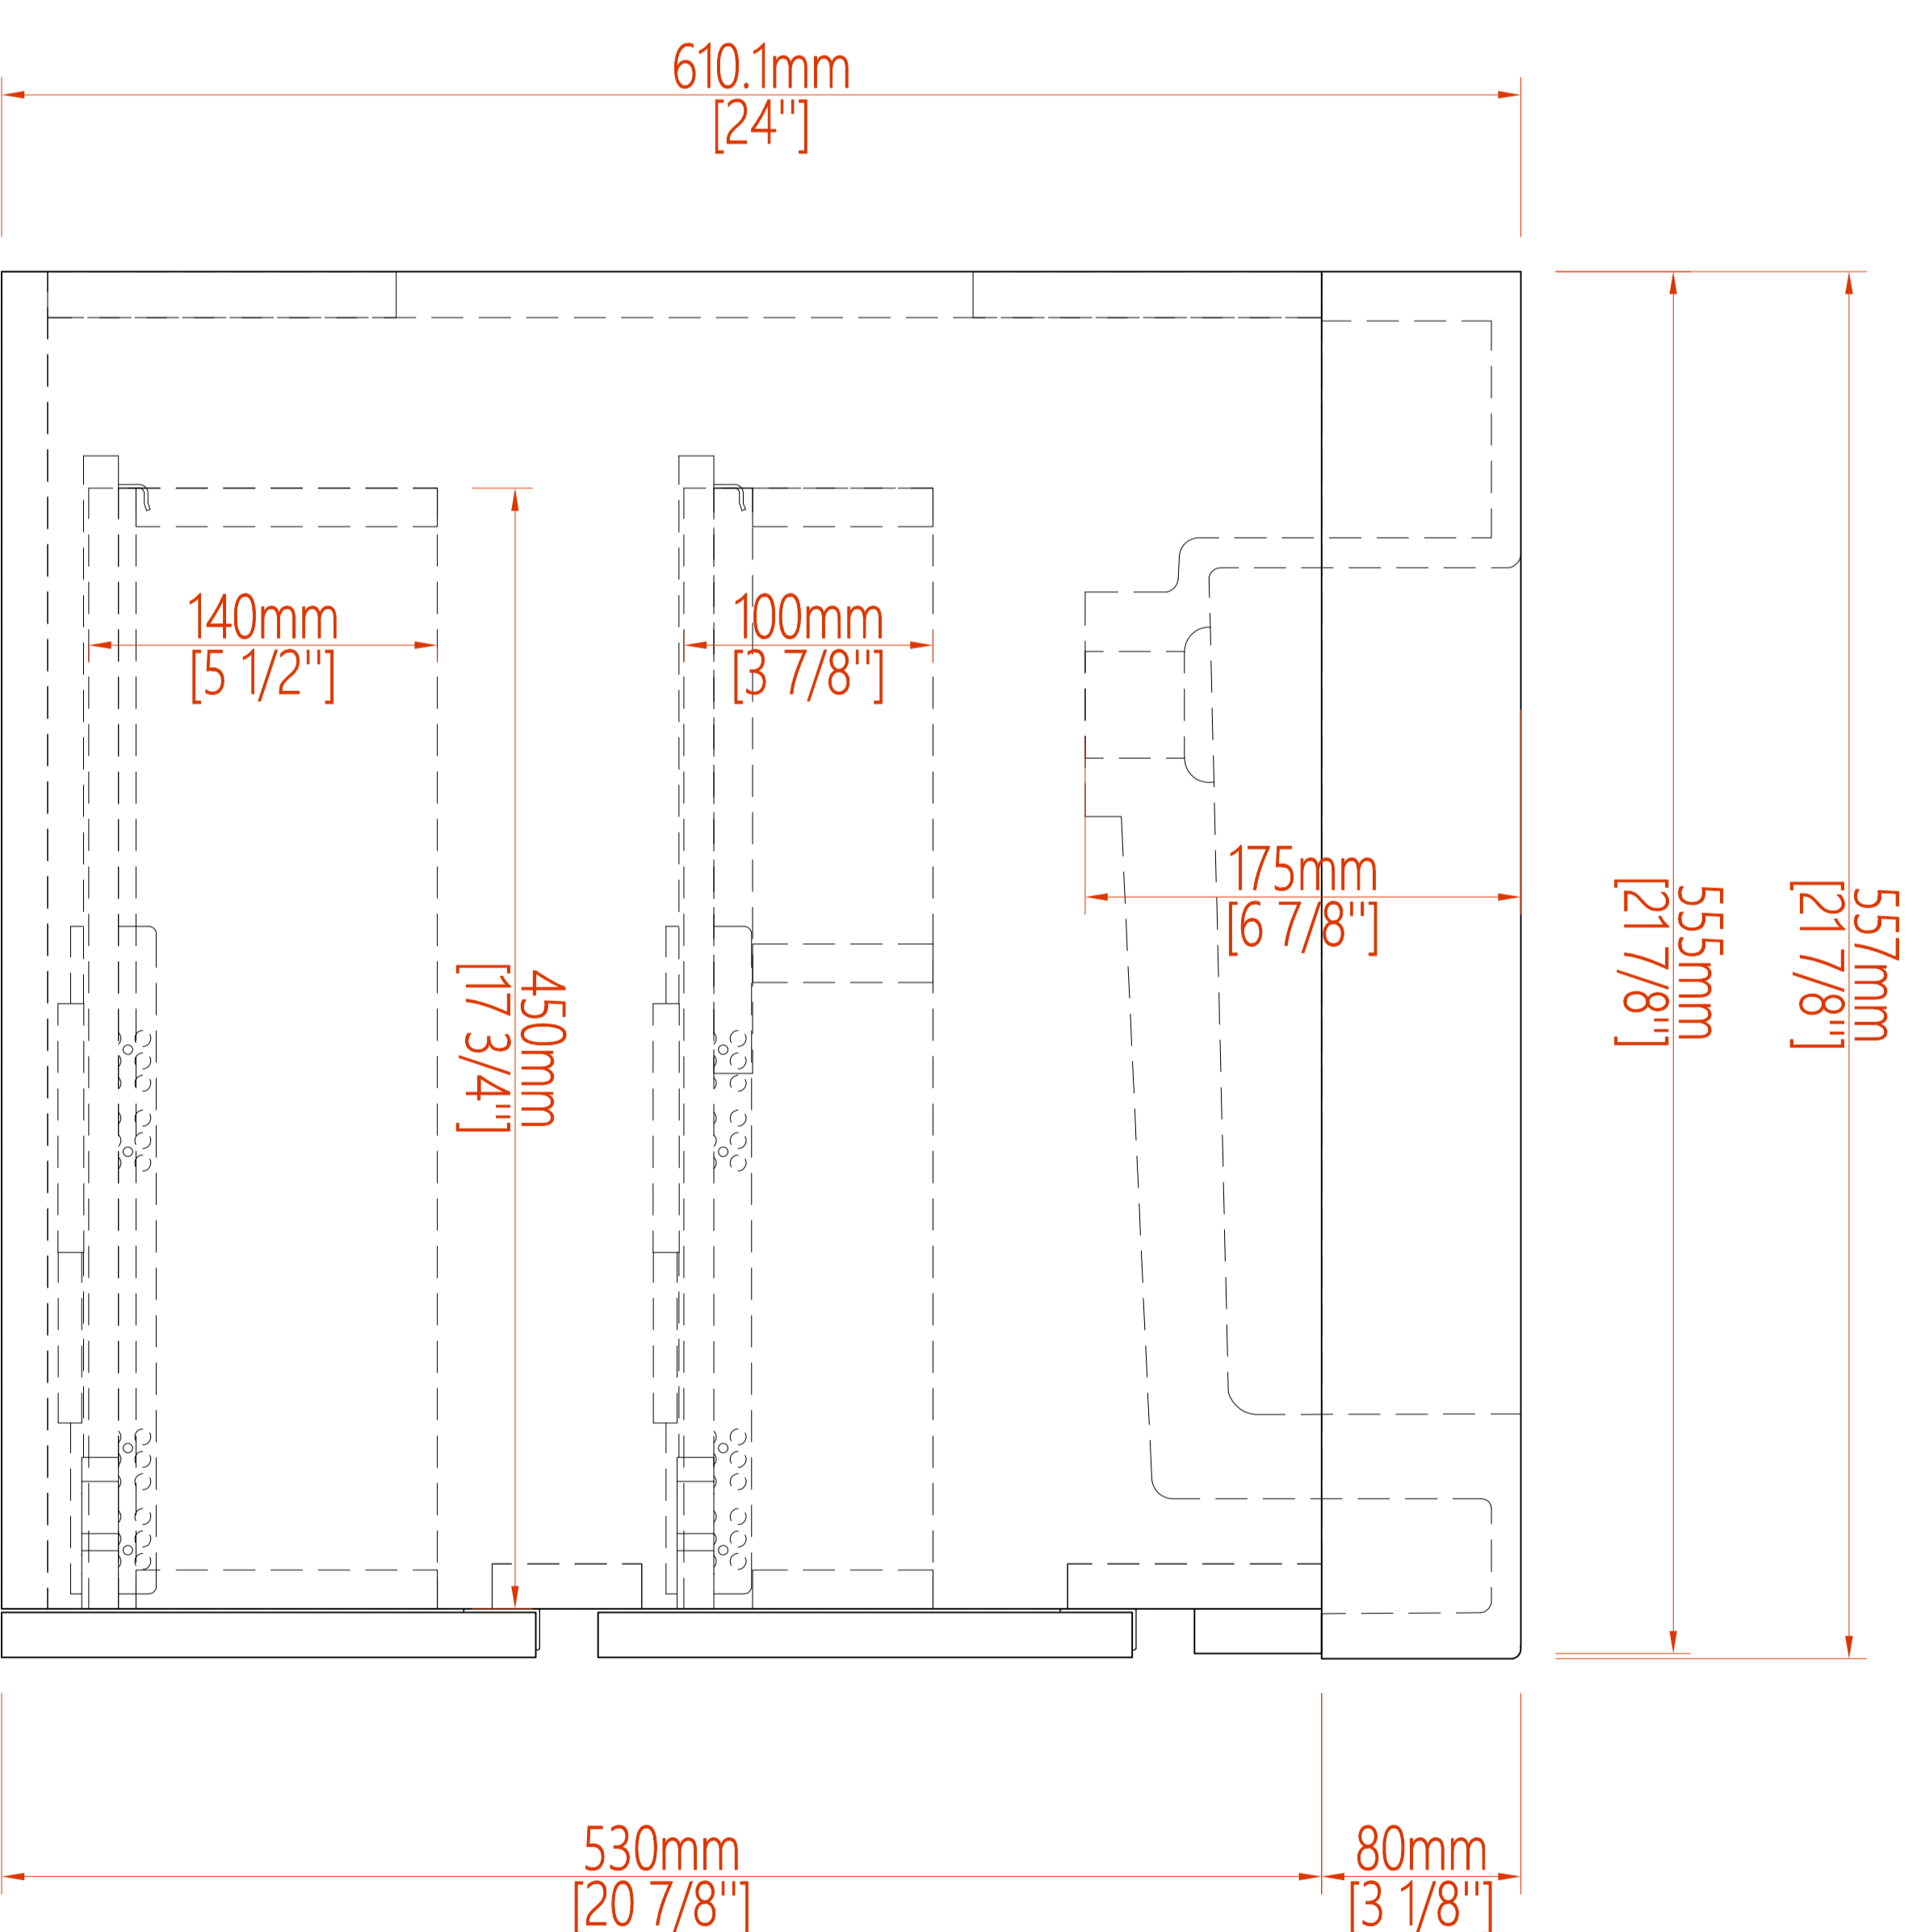 610.1mm
[24"]
140mm
[5 1/2"]
100mm
[3 7/8"]
175mm
[6 7/8"]
450mm
[17 3/4"]
555mm
[21 7/8"]
557mm
[21 7/8"]
530mm
[20 7/8"]
80mm
[3 1/8"]